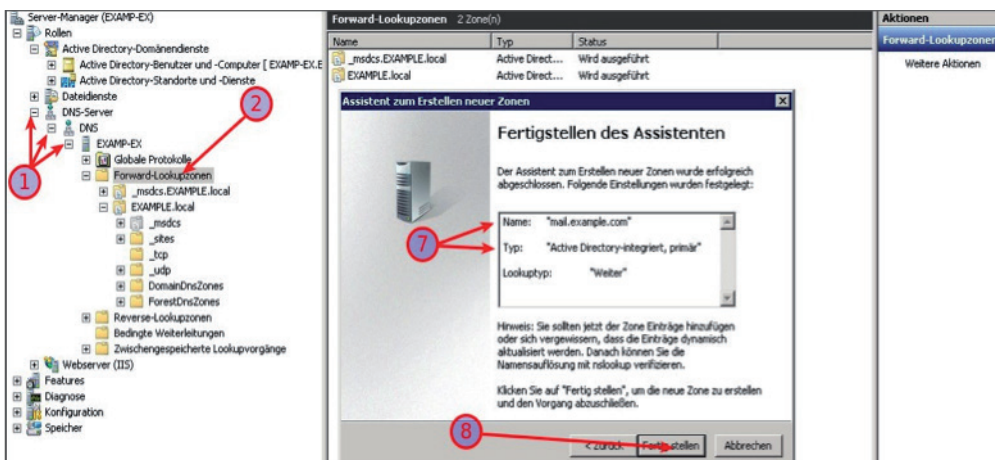 Server-Manager (EXAMP-EX)
Rollen
Active Directory-Domänendienste
Active Directory-Benutzer und -Computer [ EXAMP-EX.E
Active Directory-Standorte und -Dienste
Dateidienste
DNS-Server
DNS
EXAMP-EX
Globale Protokolle
Forward-Lookupzonen
_msdcs.EXAMPLE.local
EXAMPLE.local
_msdcs
_sites
_tcp
_udp
DomainDnsZones
ForestDnsZones
Reverse-Lookupzonen
Bedingte Weiterleitungen
Zwischengespeicherte Lookupvorgänge
Webserver (IIS)
Features
Diagnose
Konfiguration
Speicher
1
2
Forward-Lookupzonen 2 Zone(n)
Name Typ Status
_msdcs.EXAMPLE.local Active Direct... Wird ausgeführt
EXAMPLE.local Active Direct... Wird ausgeführt
Assistent zum Erstellen neuer Zonen
Fertigstellen des Assistenten
Der Assistent zum Erstellen neuer Zonen wurde erfolgreich
abgeschlossen. Folgende Einstellungen wurden festgelegt:
7
Name: "mail.example.com"
Typ: "Active Directory-integriert, primär"
Lookuptyp: "Weiter"
Hinweis: Sie sollten jetzt der Zone Einträge hinzufügen
oder sich vergewissern, dass die Einträge dynamisch
aktualisiert werden. Danach können Sie die
Namensauflösung mit nslookup verifizieren.
Klicken Sie auf "Fertig stellen", um die neue Zone zu erstellen
und den Vorgang abzuschließen.
8
< Zurück Fertig stellen Abbrechen
Aktionen
Forward-Lookupzonen
Weitere Aktionen